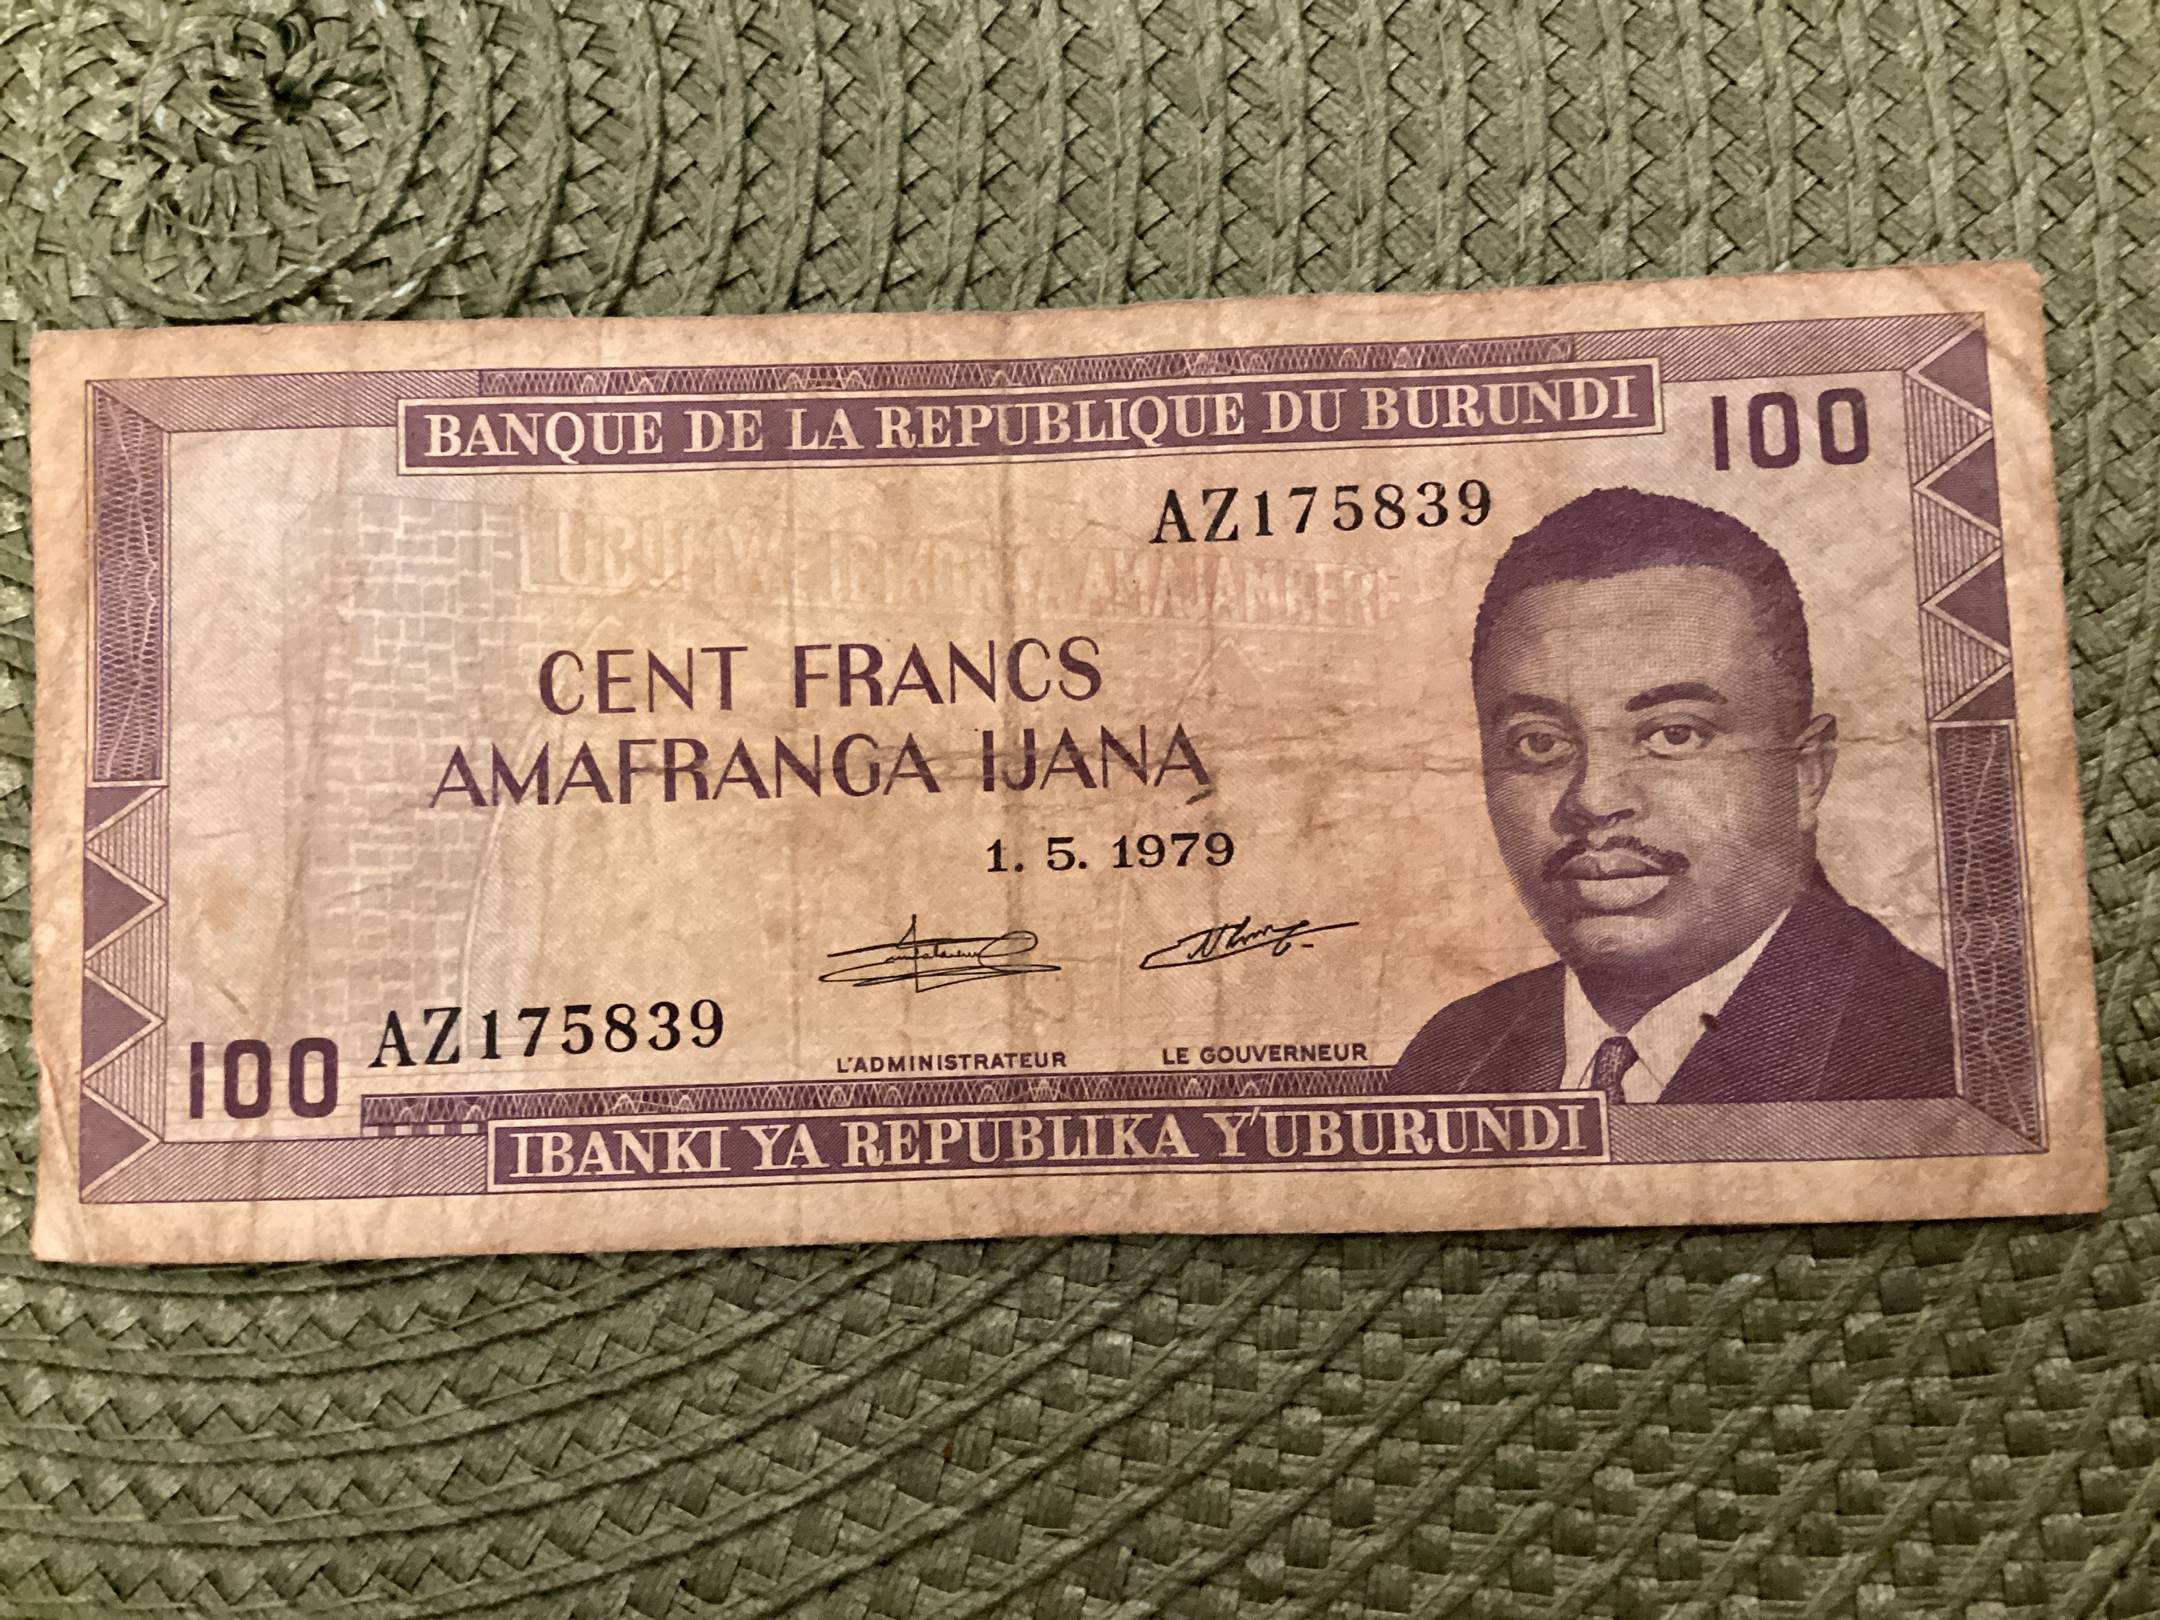 BANQUE DE LA REPUBLIQUE DU BURUNDI
100
AZ175839
CENT FRANCS
AMAFRANGA IJANA
1. 5. 1979
AZ175839
100
L'ADMINISTRATEUR
LE GOUVERNEUR
IBANKI YA REPUBLIKA Y'UBURUNDI